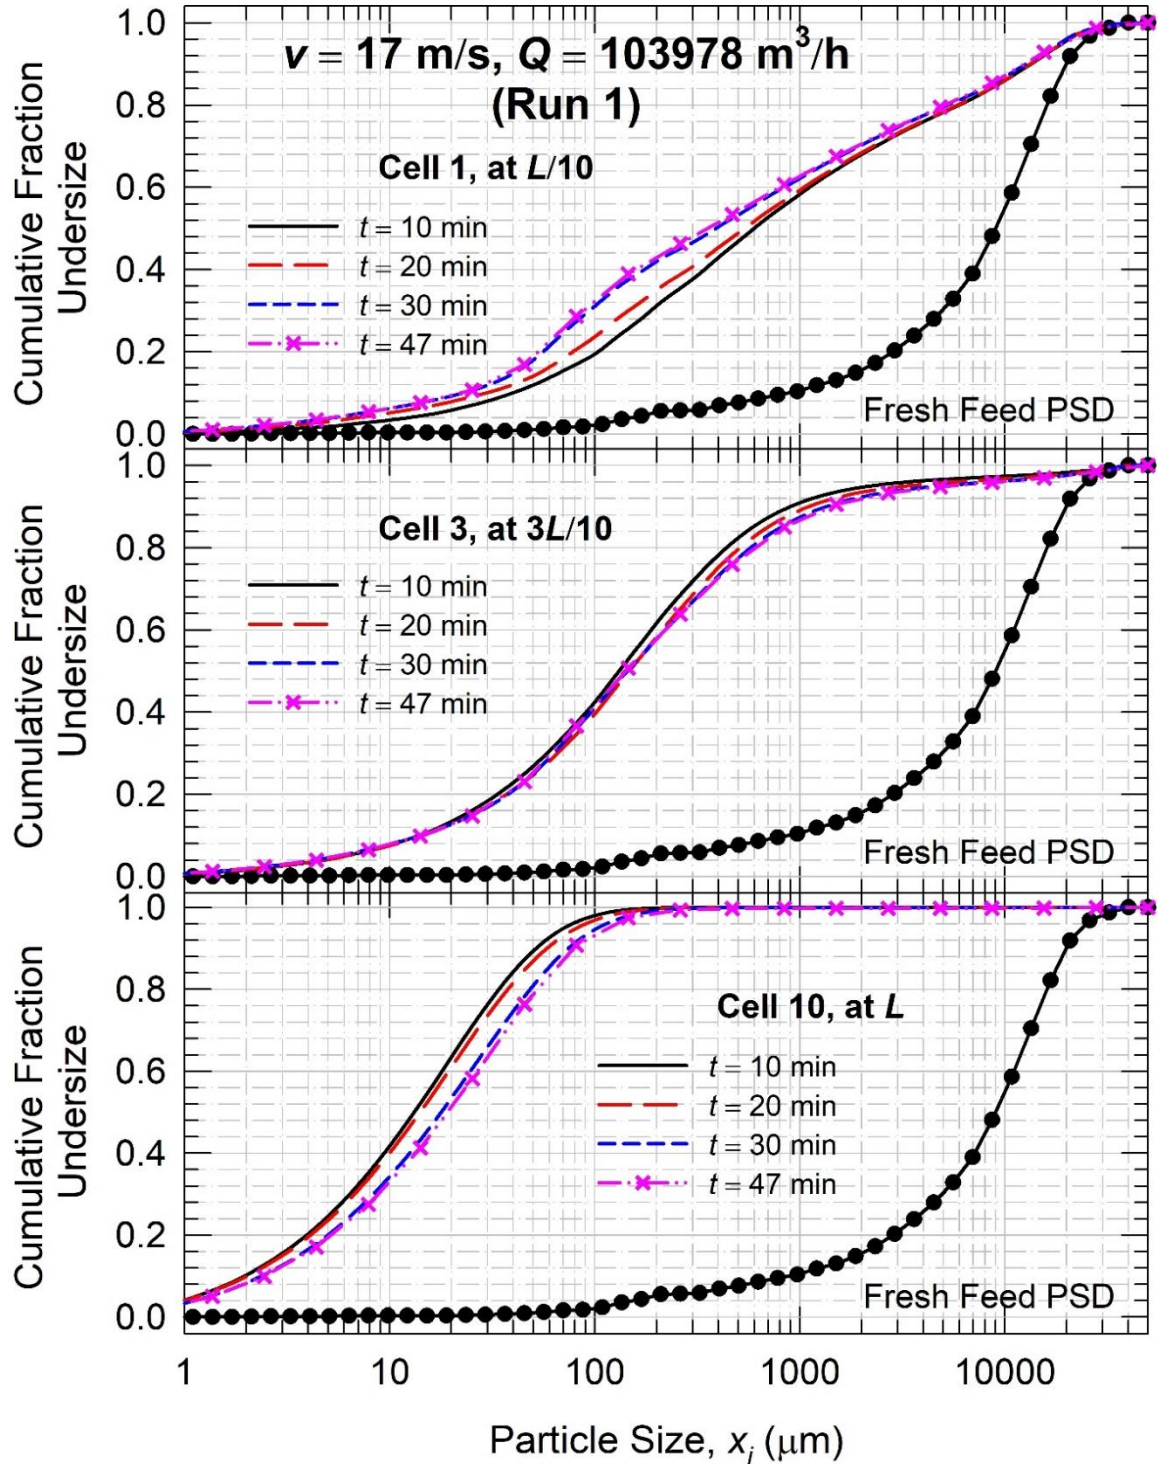 v = 17 m/s, Q = 103978 m³/h
(Run 1)
Cell 1, at L/10
t = 10 min
t = 20 min
t = 30 min
t = 47 min
Fresh Feed PSD
Cumulative Fraction
Undersize
1.0
0.8
0.6
0.4
0.2
0.0
Cell 3, at 3L/10
t = 10 min
t = 20 min
t = 30 min
t = 47 min
Fresh Feed PSD
Cumulative Fraction
Undersize
1.0
0.8
0.6
0.4
0.2
0.0
Cell 10, at L
t = 10 min
t = 20 min
t = 30 min
t = 47 min
Fresh Feed PSD
Cumulative Fraction
Undersize
1.0
0.8
0.6
0.4
0.2
0.0
1 10 100 1000 10000
Particle Size, xᵢ (μm)